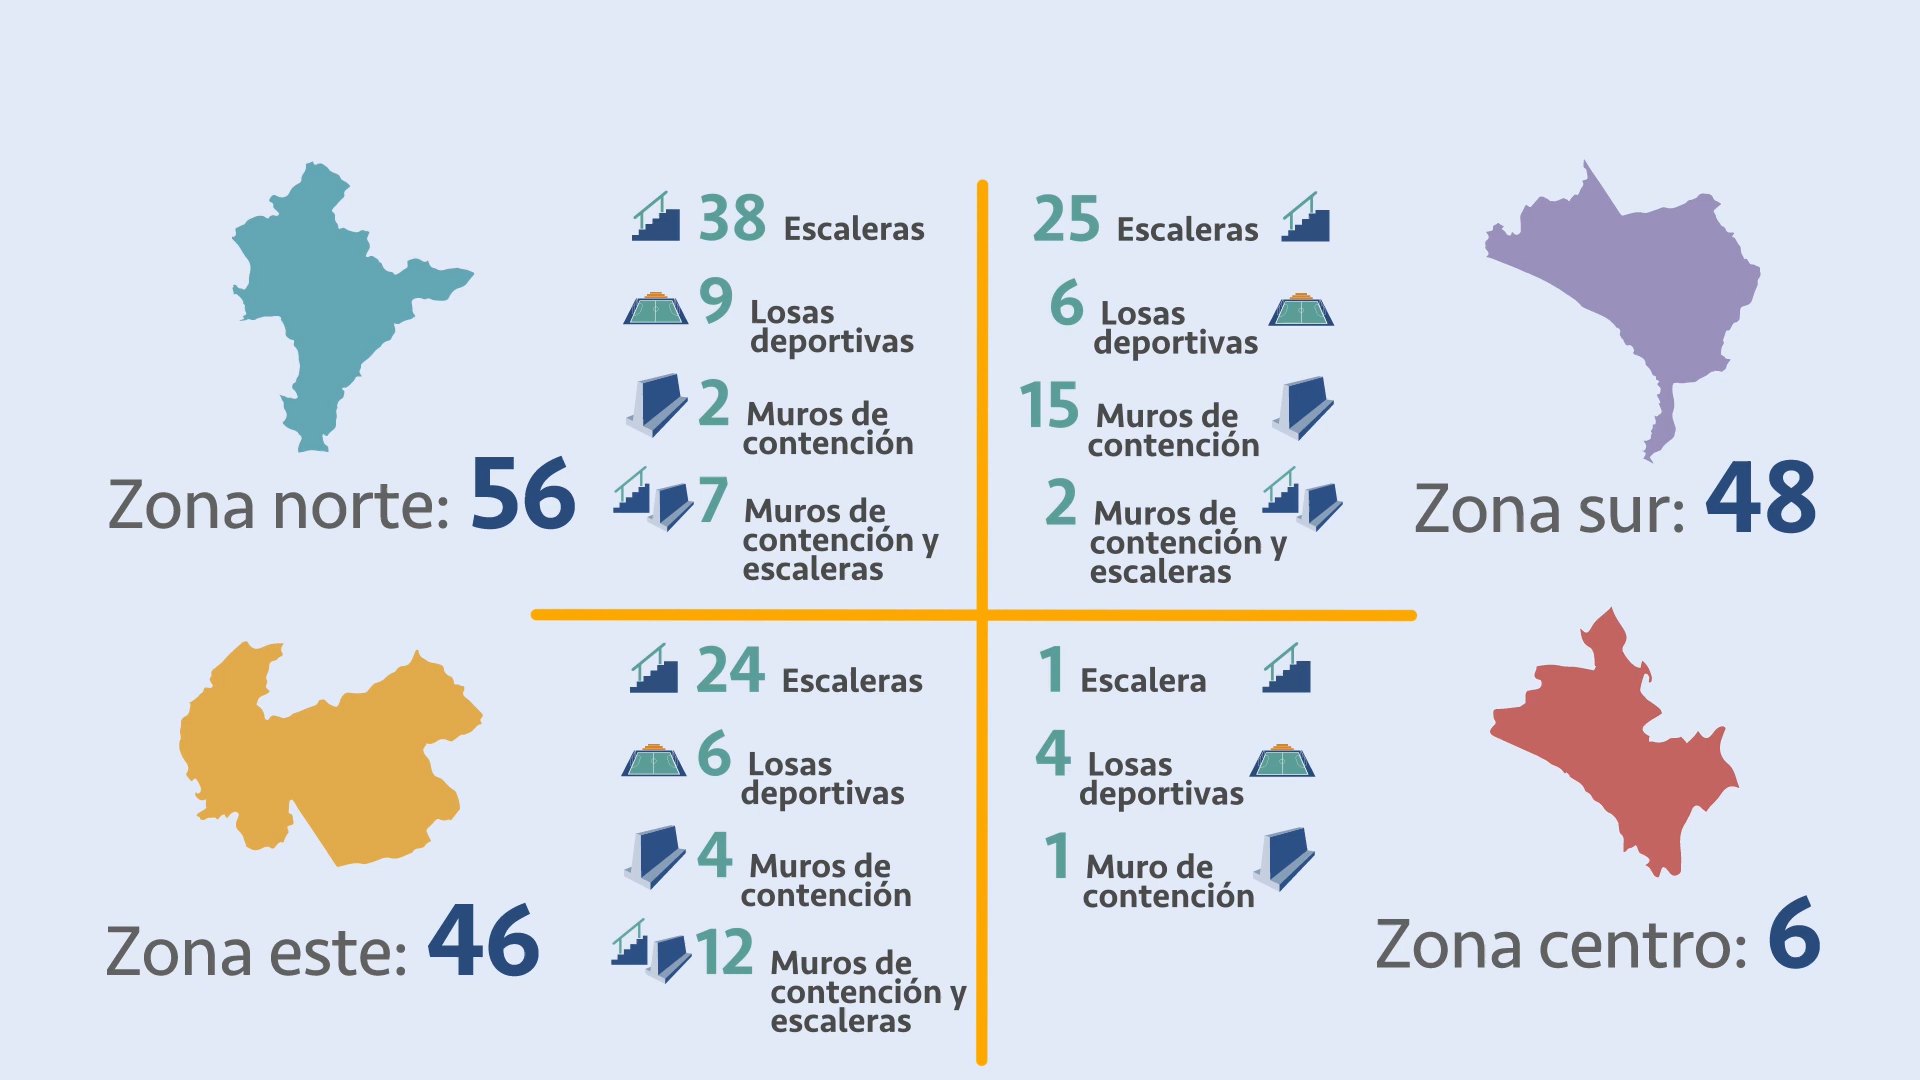 38 Escaleras
9 Losas
deportivas
2 Muros de
contención
7 Muros de
contención y
escaleras
Zona norte: 56
25 Escaleras
6 Losas
deportivas
15 Muros de
contención
2 Muros de
contención y
escaleras
Zona sur: 48
24 Escaleras
6 Losas
deportivas
4 Muros de
contención
12 Muros de
contención y
escaleras
Zona este: 46
1 Escalera
4 Losas
deportivas
1 Muro de
contención
Zona centro: 6